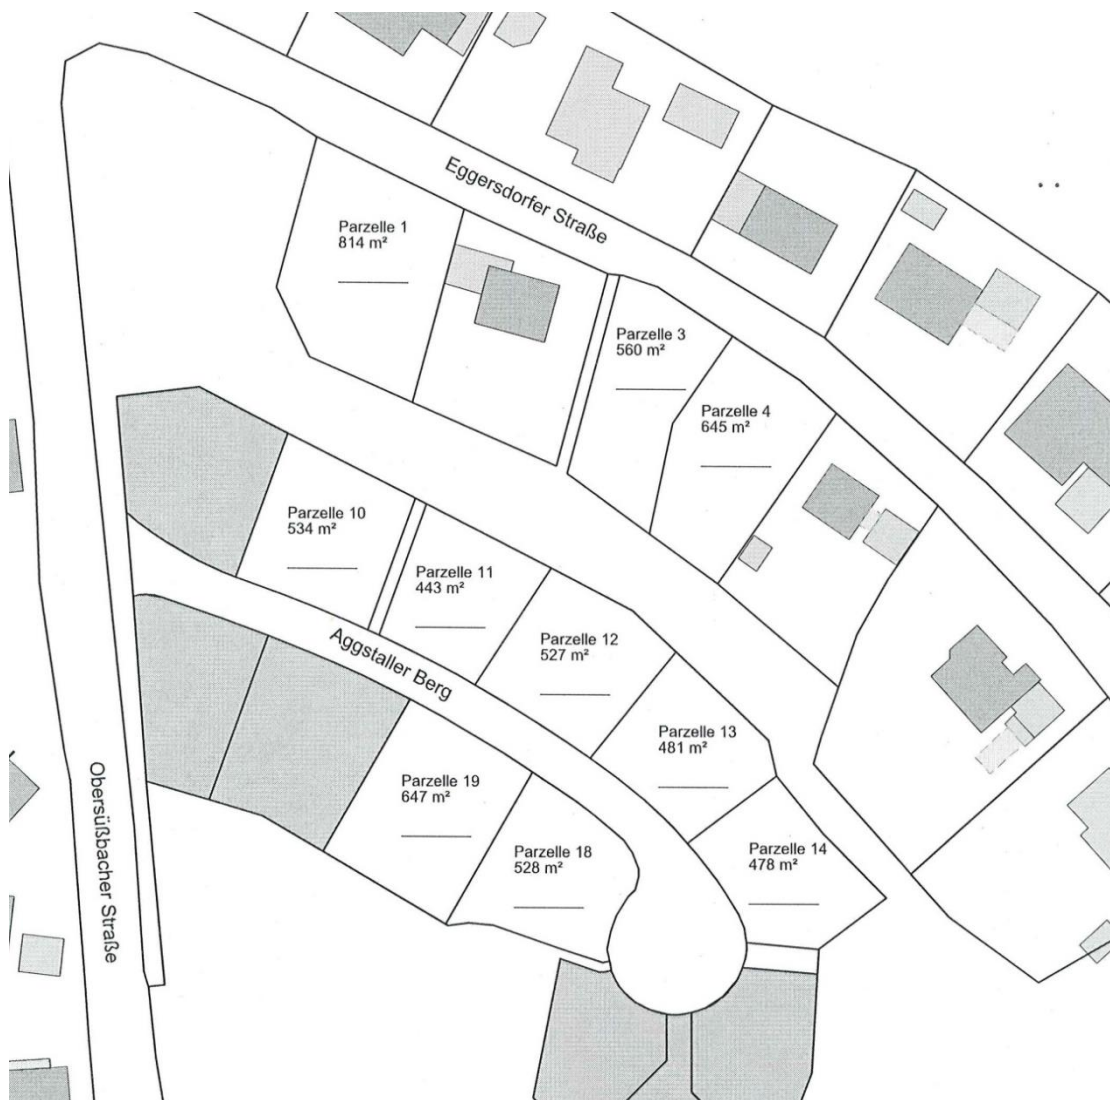 Eggersdorfer Straße
Parzelle 1
814 m²
Parzelle 3
560 m²
Parzelle 4
645 m²
Parzelle 10
534 m²
Parzelle 11
443 m²
Parzelle 12
527 m²
Aggstaller Berg
Parzelle 13
481 m²
Parzelle 19
647 m²
Parzelle 18
528 m²
Parzelle 14
478 m²
Obersüßbacher Straße